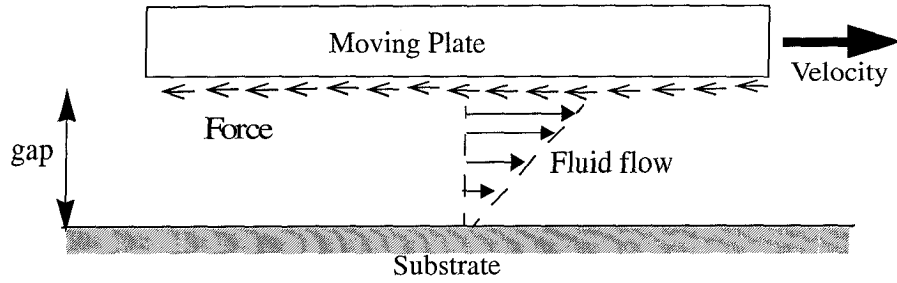 Moving Plate
Velocity
Force
gap
Fluid flow
Substrate